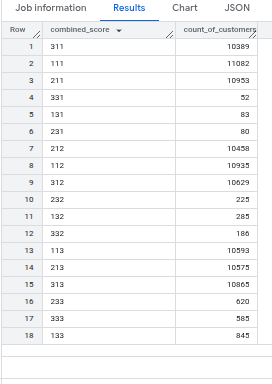 Job information Results Chart JSON
Row combined_score count_of_customers
1 311 10389
2 111 11082
3 211 10953
4 331 52
5 131 83
6 231 80
7 212 10458
8 112 10935
9 312 10629
10 232 225
11 132 285
12 332 186
13 113 10593
14 213 10575
15 313 10865
16 233 620
17 333 585
18 133 845